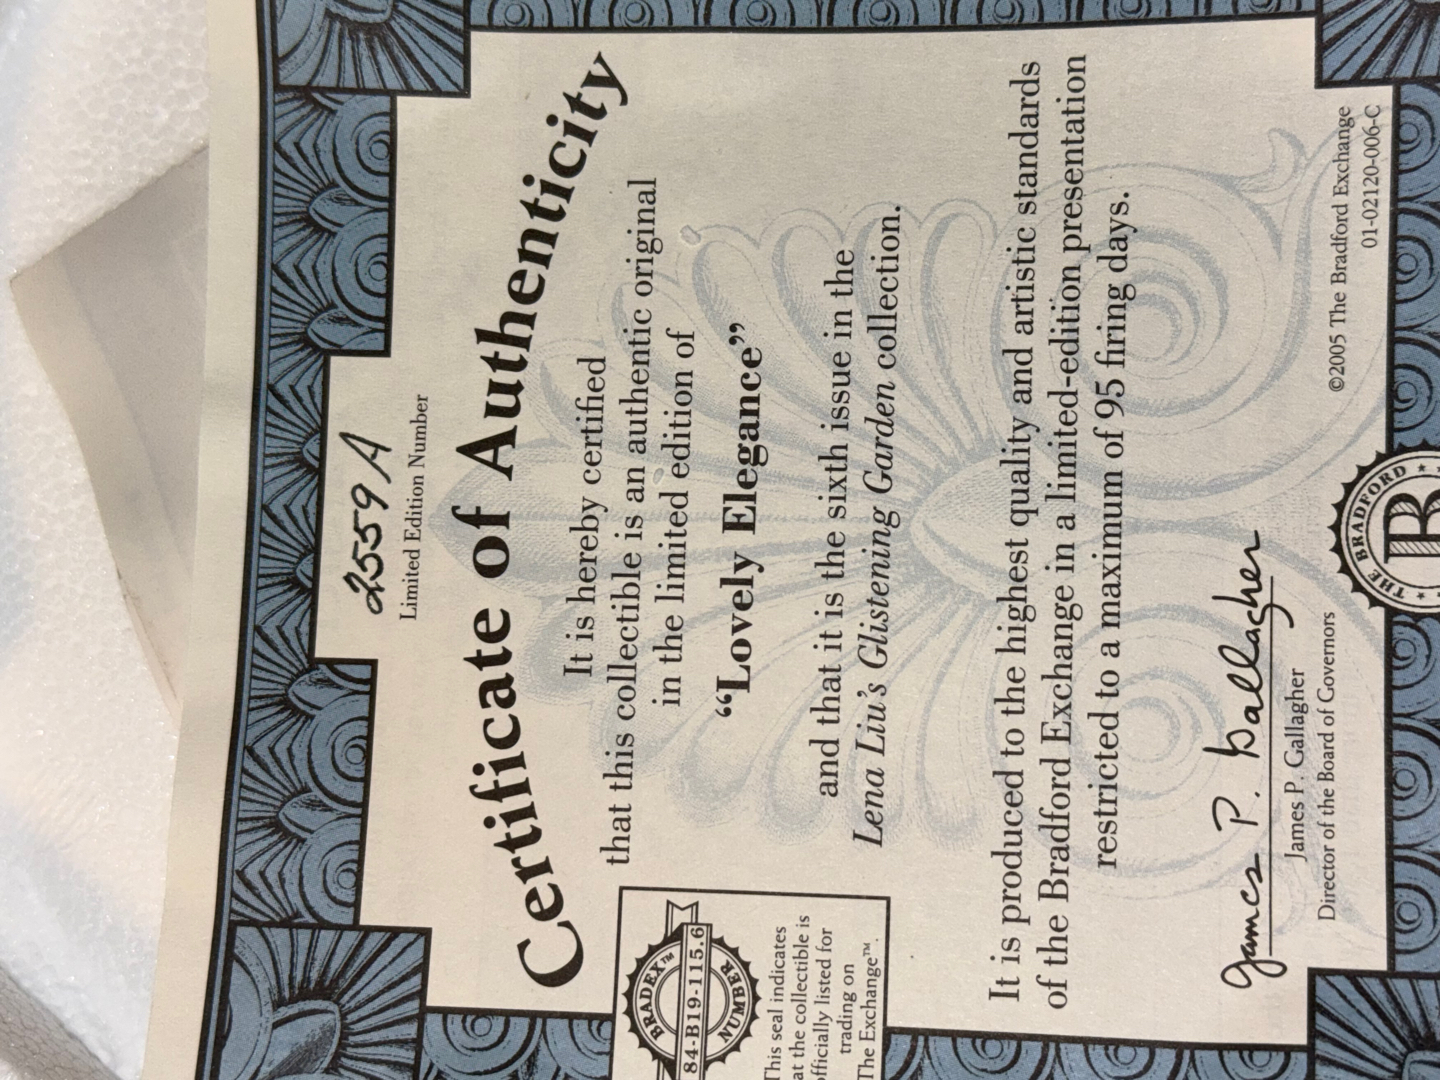 2559A
Limited Edition Number
Certificate of Authenticity
It is hereby certified
that this collectible is an authentic original
in the limited edition of
“Lovely Elegance”
and that it is the sixth issue in the
Lena Liu’s Glistening Garden collection.
BRADEX™
84-B19-115.6
NUMBER
This seal indicates
at the collectible is
officially listed for
trading on
The Exchange™.
It is produced to the highest quality and artistic standards
of the Bradford Exchange in a limited-edition presentation
restricted to a maximum of 95 firing days.
James P. Gallagher
James P. Gallagher
Director of the Board of Governors
THE BRADFORD
B
©2005 The Bradford Exchange
01-02120-006-C